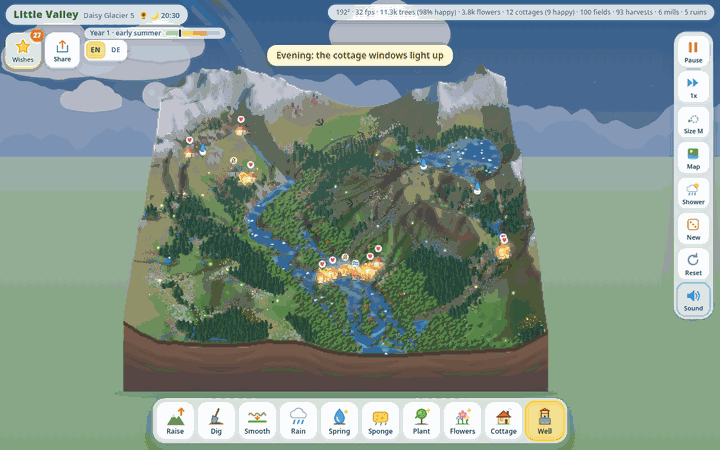 Little Valley Daisy Glacier 5 20:30
192² · 32 fps · 11.3k trees (98% happy) · 3.8k flowers · 12 cottages (9 happy) · 100 fields · 93 harvests · 6 mills · 5 ruins
Year 1 · early summer
27
Wishes
Share
EN DE
Evening: the cottage windows light up
Pause
1x
Size M
Map
Shower
New
Reset
Sound
Raise
Dig
Smooth
Rain
Spring
Sponge
Plant
Flowers
Cottage
Well